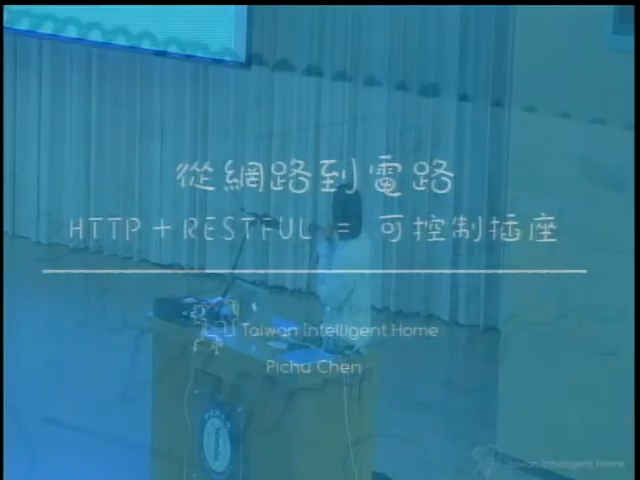 從網路到電路
HTTP + RESTFUL = 可控制插座
Taiwan Intelligent Home
Pichu Chen
Taiwan Intelligent Home